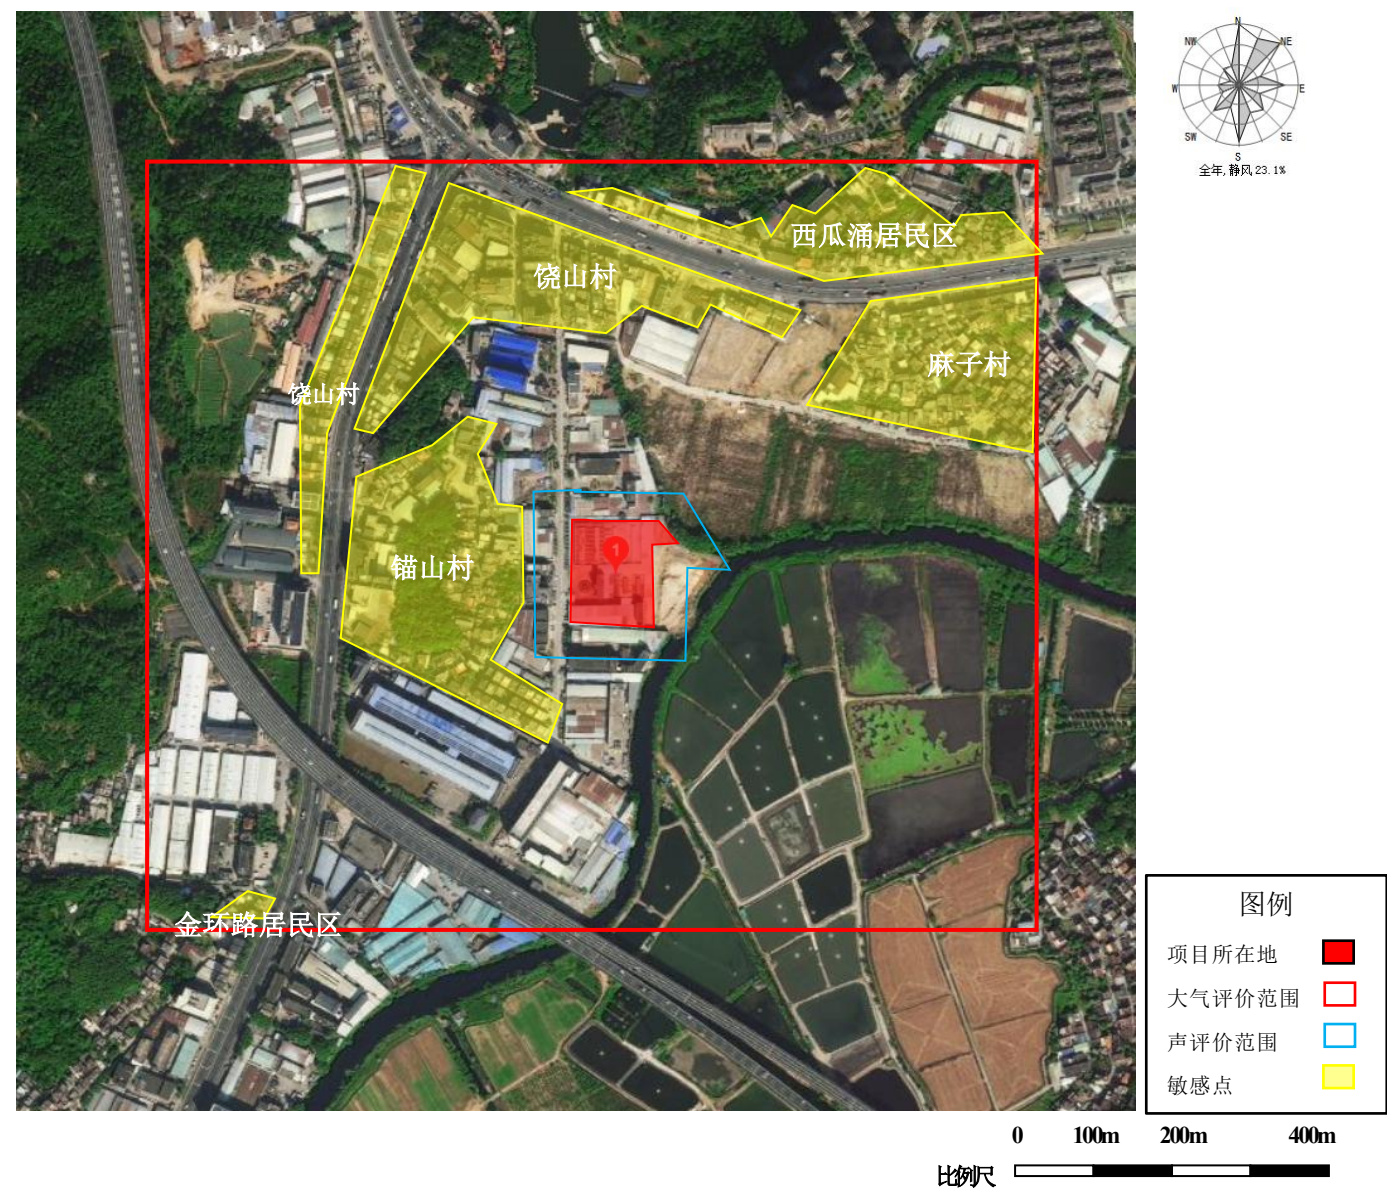 N
NW
NE
W
E
SW
SE
S
全年,静风 23.1%
西瓜涌居民区
饶山村
麻子村
饶山村
1
锚山村
金环路居民区
图例
项目所在地
大气评价范围
声评价范围
敏感点
0 100m 200m 400m
比例尺